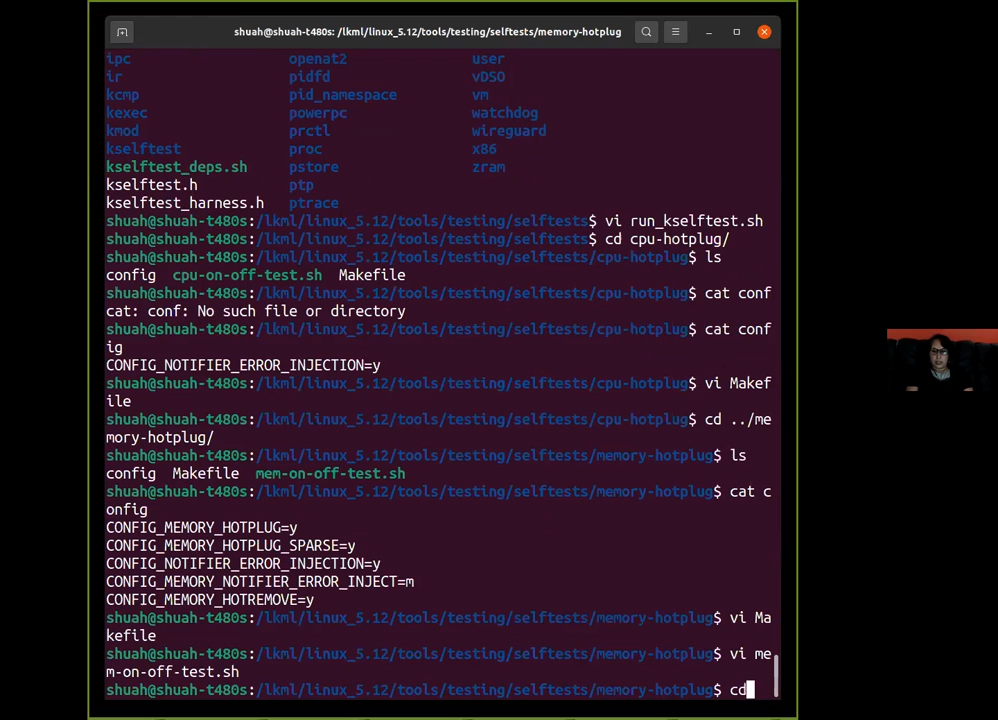 shuah@shuah-t480s: /lkml/linux_5.12/tools/testing/selftests/memory-hotplug
ipc openat2 user
ir pidfd vDSO
kcmp pid_namespace vm
kexec powerpc watchdog
kmod prctl wireguard
kselftest proc x86
kselftest_deps.sh pstore zram
kselftest.h ptp
kselftest_harness.h ptrace
shuah@shuah-t480s:/lkml/linux_5.12/tools/testing/selftests$ vi run_kselftest.sh
shuah@shuah-t480s:/lkml/linux_5.12/tools/testing/selftests$ cd cpu-hotplug/
shuah@shuah-t480s:/lkml/linux_5.12/tools/testing/selftests/cpu-hotplug$ ls
config cpu-on-off-test.sh Makefile
shuah@shuah-t480s:/lkml/linux_5.12/tools/testing/selftests/cpu-hotplug$ cat conf
cat: conf: No such file or directory
shuah@shuah-t480s:/lkml/linux_5.12/tools/testing/selftests/cpu-hotplug$ cat conf
ig
CONFIG_NOTIFIER_ERROR_INJECTION=y
shuah@shuah-t480s:/lkml/linux_5.12/tools/testing/selftests/cpu-hotplug$ vi Makef
ile
shuah@shuah-t480s:/lkml/linux_5.12/tools/testing/selftests/cpu-hotplug$ cd ../me
mory-hotplug/
shuah@shuah-t480s:/lkml/linux_5.12/tools/testing/selftests/memory-hotplug$ ls
config Makefile mem-on-off-test.sh
shuah@shuah-t480s:/lkml/linux_5.12/tools/testing/selftests/memory-hotplug$ cat c
onfig
CONFIG_MEMORY_HOTPLUG=y
CONFIG_MEMORY_HOTPLUG_SPARSE=y
CONFIG_NOTIFIER_ERROR_INJECTION=y
CONFIG_MEMORY_NOTIFIER_ERROR_INJECT=m
CONFIG_MEMORY_HOTREMOVE=y
shuah@shuah-t480s:/lkml/linux_5.12/tools/testing/selftests/memory-hotplug$ vi Ma
kefile
shuah@shuah-t480s:/lkml/linux_5.12/tools/testing/selftests/memory-hotplug$ vi me
m-on-off-test.sh
shuah@shuah-t480s:/lkml/linux_5.12/tools/testing/selftests/memory-hotplug$ cd